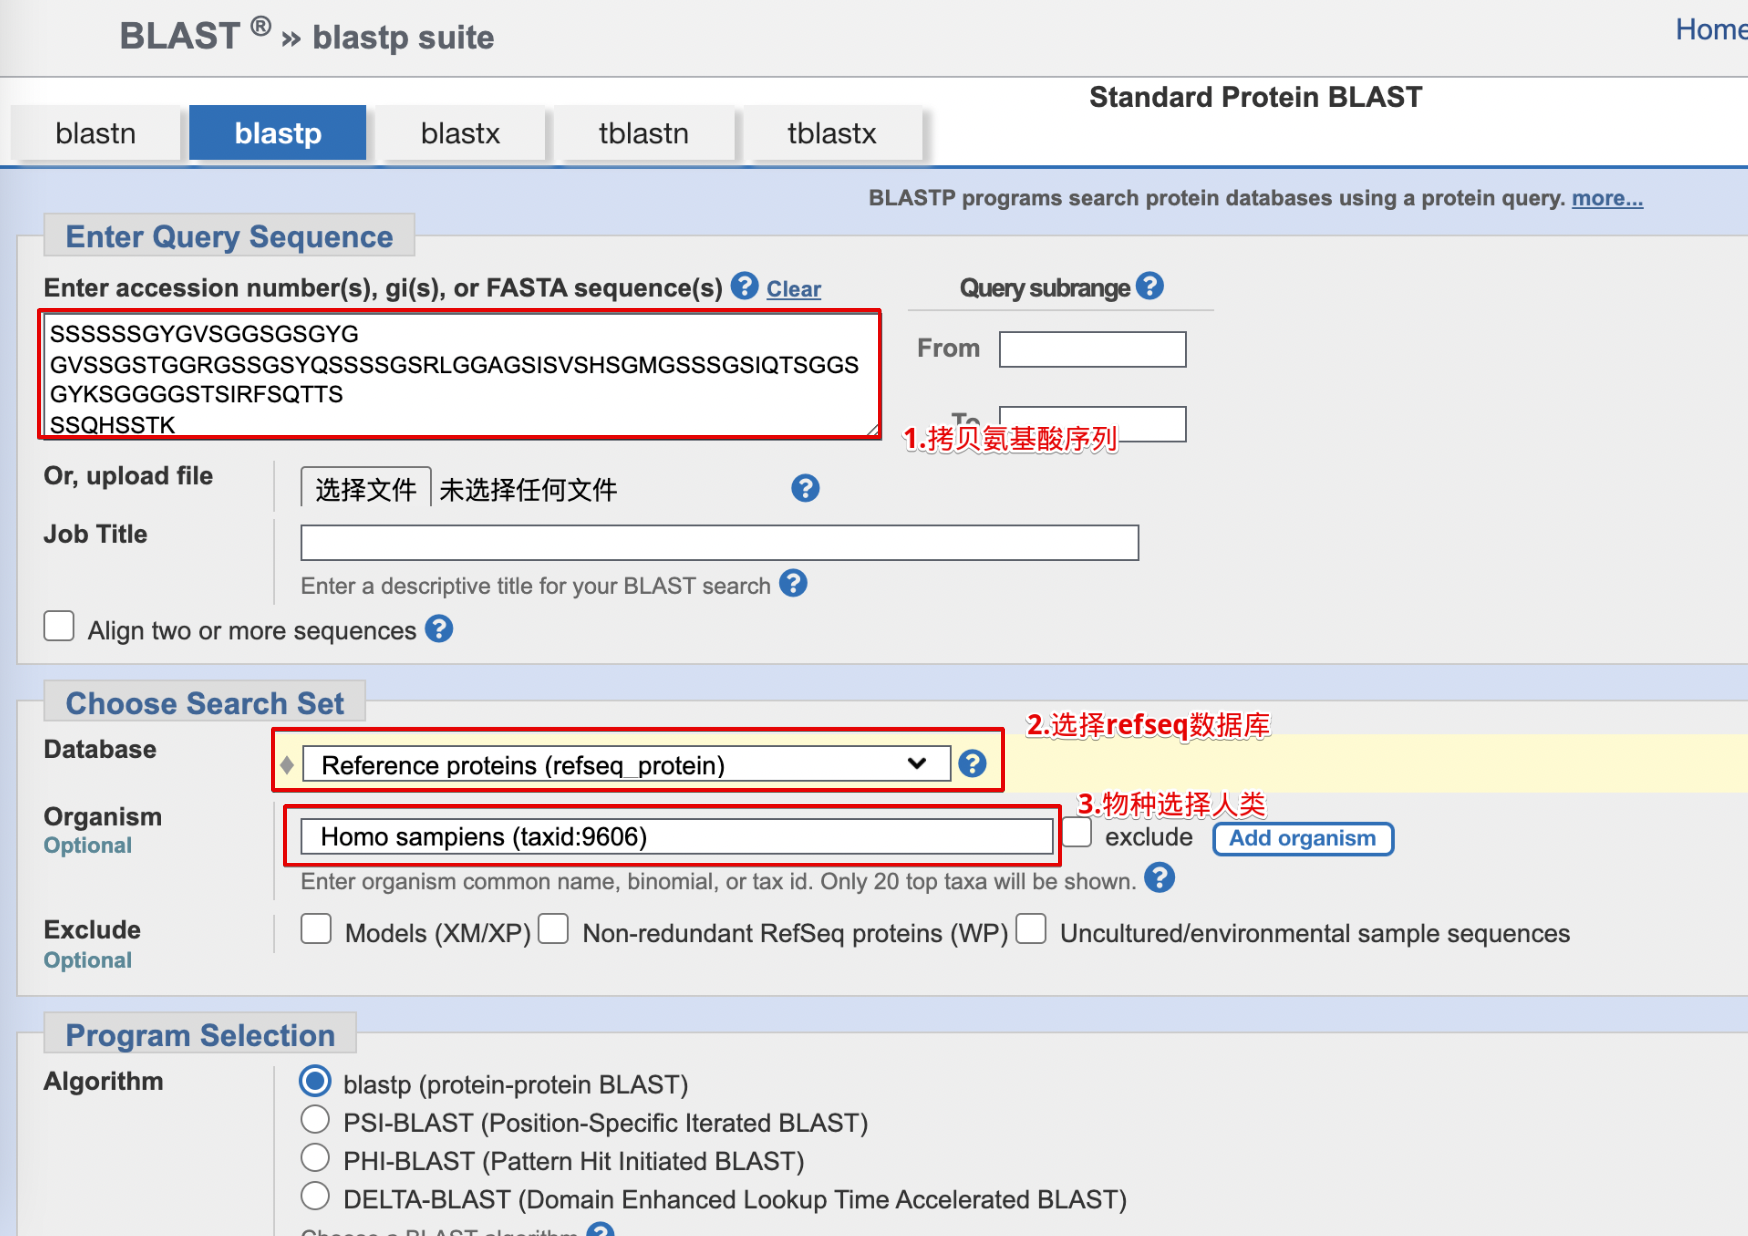 BLAST ® » blastp suite
Home
Standard Protein BLAST
blastn
blastp
blastx
tblastn
tblastx
BLASTP programs search protein databases using a protein query. more...
Enter Query Sequence
Enter accession number(s), gi(s), or FASTA sequence(s) ? Clear
Query subrange ?
SSSSSSGYGVSGGSGSGYG
GVSSGSTGGRGSSGSYQSSSSGSRLGGAGSISVSHSGMGSSSGSIQTSGGS
GYKSGGGGSTSIRFSQTTS
SSQHSSTK
From
To
1.拷贝氨基酸序列
Or, upload file
选择文件 未选择任何文件 ?
Job Title
Enter a descriptive title for your BLAST search ?
Align two or more sequences ?
Choose Search Set
2.选择refseq数据库
Database
Reference proteins (refseq_protein) ?
3.物种选择人类
Organism
Optional
Homo sampiens (taxid:9606)
exclude
Add organism
Enter organism common name, binomial, or tax id. Only 20 top taxa will be shown. ?
Exclude
Optional
Models (XM/XP) Non-redundant RefSeq proteins (WP) Uncultured/environmental sample sequences
Program Selection
Algorithm
blastp (protein-protein BLAST)
PSI-BLAST (Position-Specific Iterated BLAST)
PHI-BLAST (Pattern Hit Initiated BLAST)
DELTA-BLAST (Domain Enhanced Lookup Time Accelerated BLAST)
Choose a BLAST algorithm ?